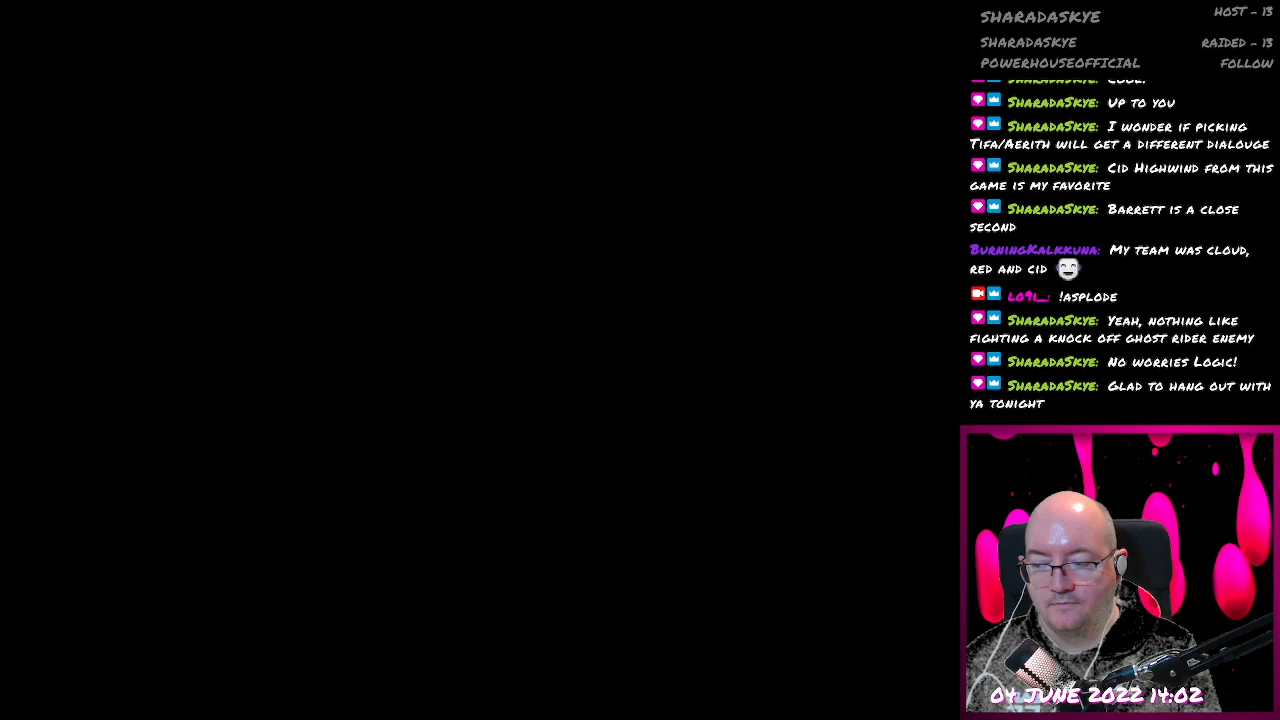 SHARADASKYE HOST - 13
SHARADASKYE RAIDED - 13
POWERHOUSEOFFICIAL FOLLOW
SHARADASKYE: COOL!
SHARADASKYE: UP TO YOU
SHARADASKYE: I WONDER IF PICKING
TIFA/AERITH WILL GET A DIFFERENT DIALOUGE
SHARADASKYE: CID HIGHWIND FROM THIS
GAME IS MY FAVORITE
SHARADASKYE: BARRETT IS A CLOSE
SECOND
BURNINGKALKKUNA: MY TEAM WAS CLOUD,
RED AND CID
LO9I_: !ASPLODE
SHARADASKYE: YEAH, NOTHING LIKE
FIGHTING A KNOCK OFF GHOST RIDER ENEMY
SHARADASKYE: NO WORRIES LOGIC!
SHARADASKYE: GLAD TO HANG OUT WITH
YA TONIGHT
04 JUNE 2022 14:02